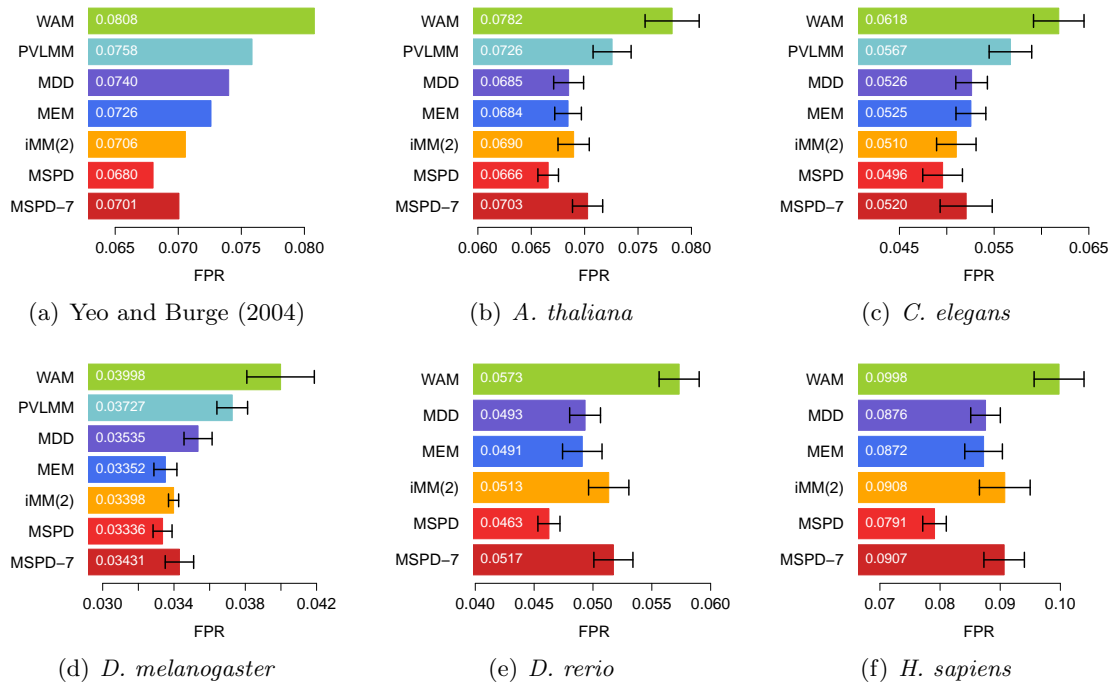 WAM 0.0808
PVLMM 0.0758
MDD 0.0740
MEM 0.0726
iMM(2) 0.0706
MSPD 0.0680
MSPD−7 0.0701
0.065 0.070 0.075 0.080
FPR
(a) Yeo and Burge (2004)
WAM 0.0782
PVLMM 0.0726
MDD 0.0685
MEM 0.0684
iMM(2) 0.0690
MSPD 0.0666
MSPD−7 0.0703
0.060 0.065 0.070 0.075 0.080
FPR
(b) A. thaliana
WAM 0.0618
PVLMM 0.0567
MDD 0.0526
MEM 0.0525
iMM(2) 0.0510
MSPD 0.0496
MSPD−7 0.0520
0.045 0.055 0.065
FPR
(c) C. elegans
WAM 0.03998
PVLMM 0.03727
MDD 0.03535
MEM 0.03352
iMM(2) 0.03398
MSPD 0.03336
MSPD−7 0.03431
0.030 0.034 0.038 0.042
FPR
(d) D. melanogaster
WAM 0.0573
MDD 0.0493
MEM 0.0491
iMM(2) 0.0513
MSPD 0.0463
MSPD−7 0.0517
0.040 0.045 0.050 0.055 0.060
FPR
(e) D. rerio
WAM 0.0998
MDD 0.0876
MEM 0.0872
iMM(2) 0.0908
MSPD 0.0791
MSPD−7 0.0907
0.07 0.08 0.09 0.10
FPR
(f) H. sapiens